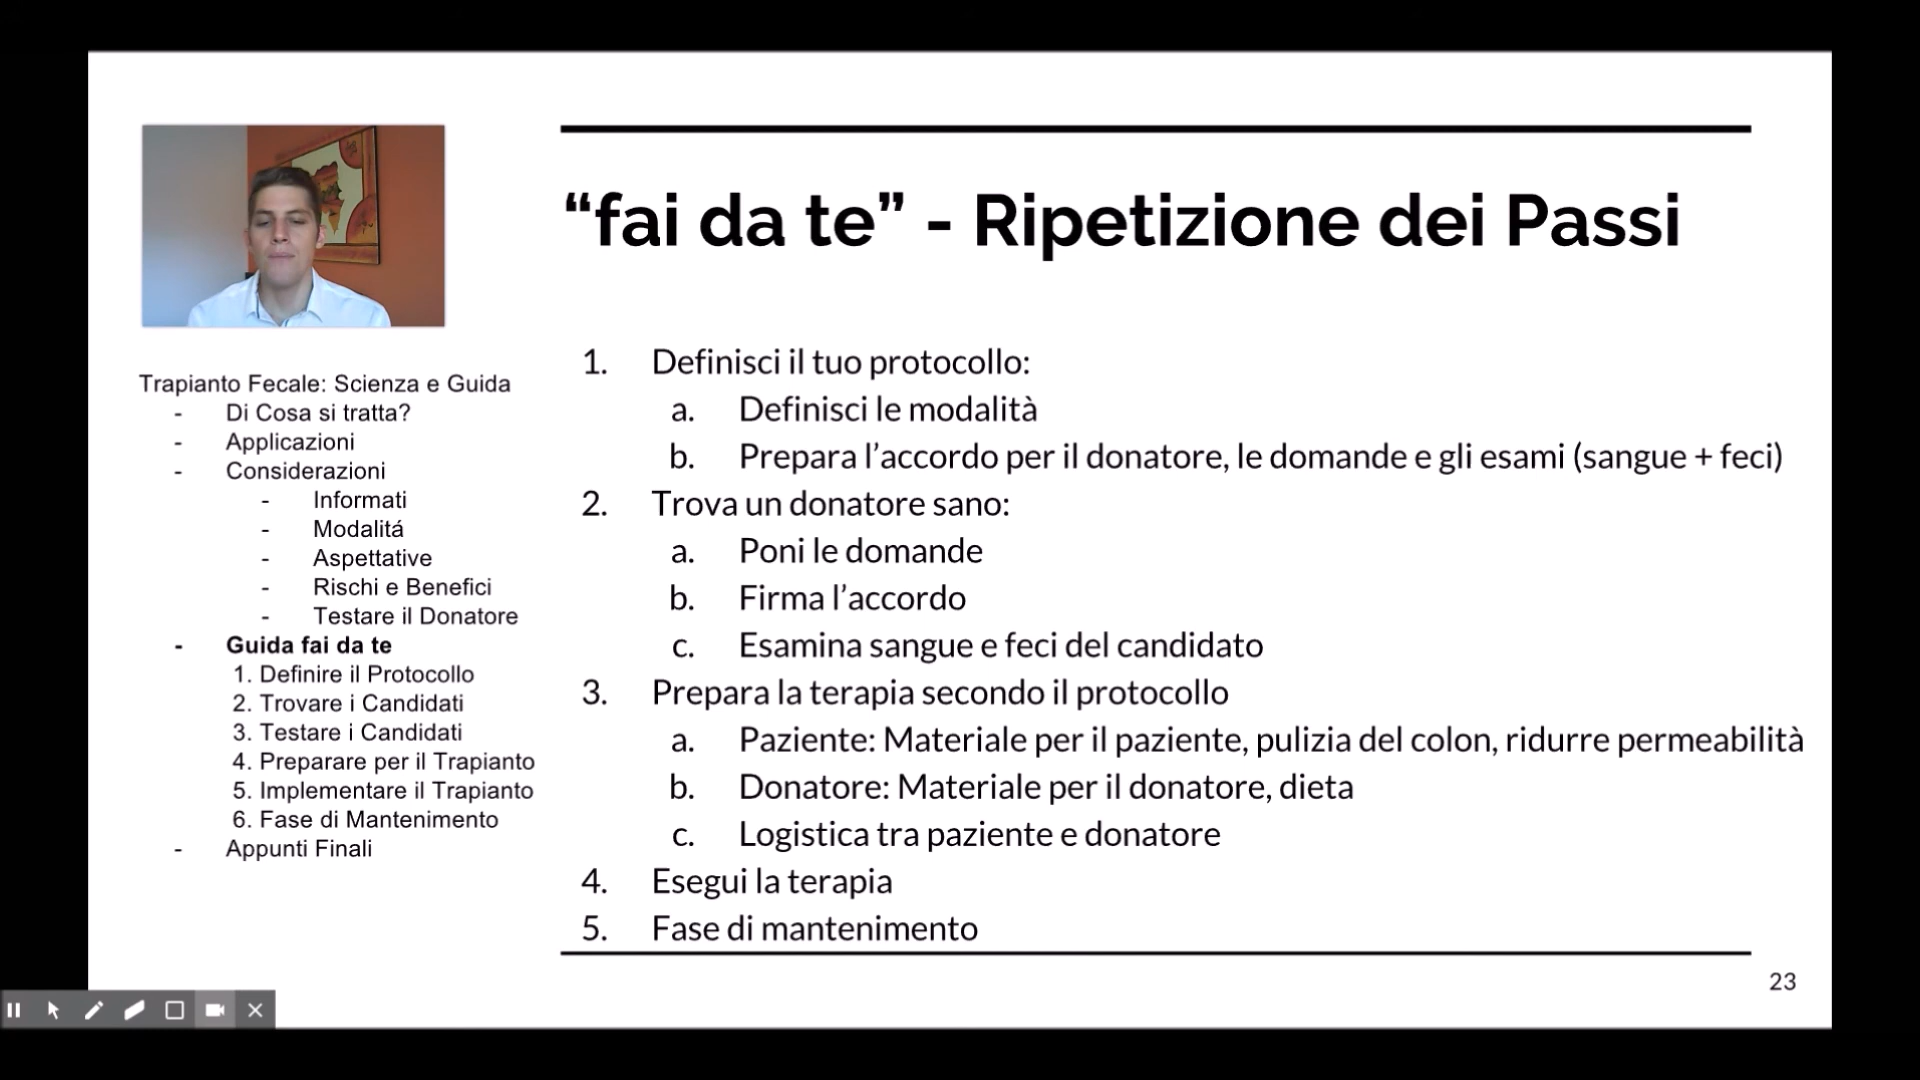 “fai da te” - Ripetizione dei Passi
Trapianto Fecale: Scienza e Guida
- Di Cosa si tratta?
- Applicazioni
- Considerazioni
- Informati
- Modalitá
- Aspettative
- Rischi e Benefici
- Testare il Donatore
- Guida fai da te
1. Definire il Protocollo
2. Trovare i Candidati
3. Testare i Candidati
4. Preparare per il Trapianto
5. Implementare il Trapianto
6. Fase di Mantenimento
- Appunti Finali
1. Definisci il tuo protocollo:
a. Definisci le modalità
b. Prepara l’accordo per il donatore, le domande e gli esami (sangue + feci)
2. Trova un donatore sano:
a. Poni le domande
b. Firma l’accordo
c. Esamina sangue e feci del candidato
3. Prepara la terapia secondo il protocollo
a. Paziente: Materiale per il paziente, pulizia del colon, ridurre permeabilità
b. Donatore: Materiale per il donatore, dieta
c. Logistica tra paziente e donatore
4. Esegui la terapia
5. Fase di mantenimento
23